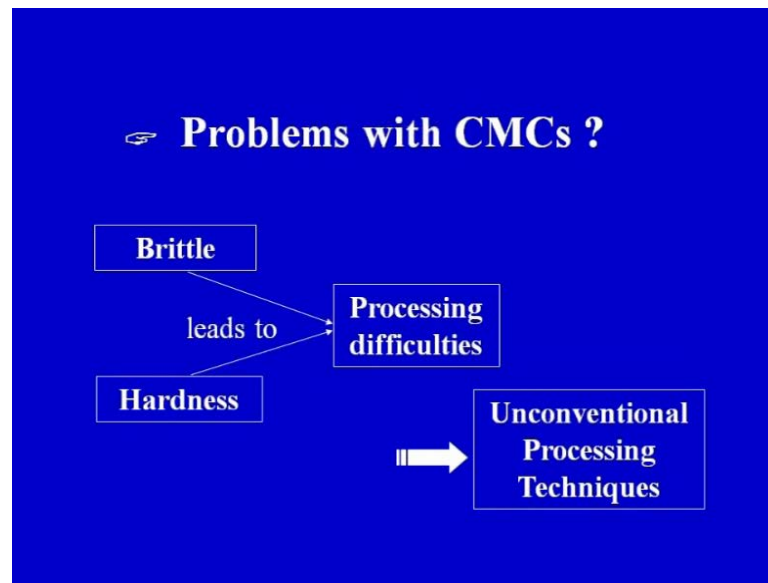 ☞ Problems with CMCs ?
Brittle
leads to
Hardness
Processing
difficulties
Unconventional
Processing
Techniques